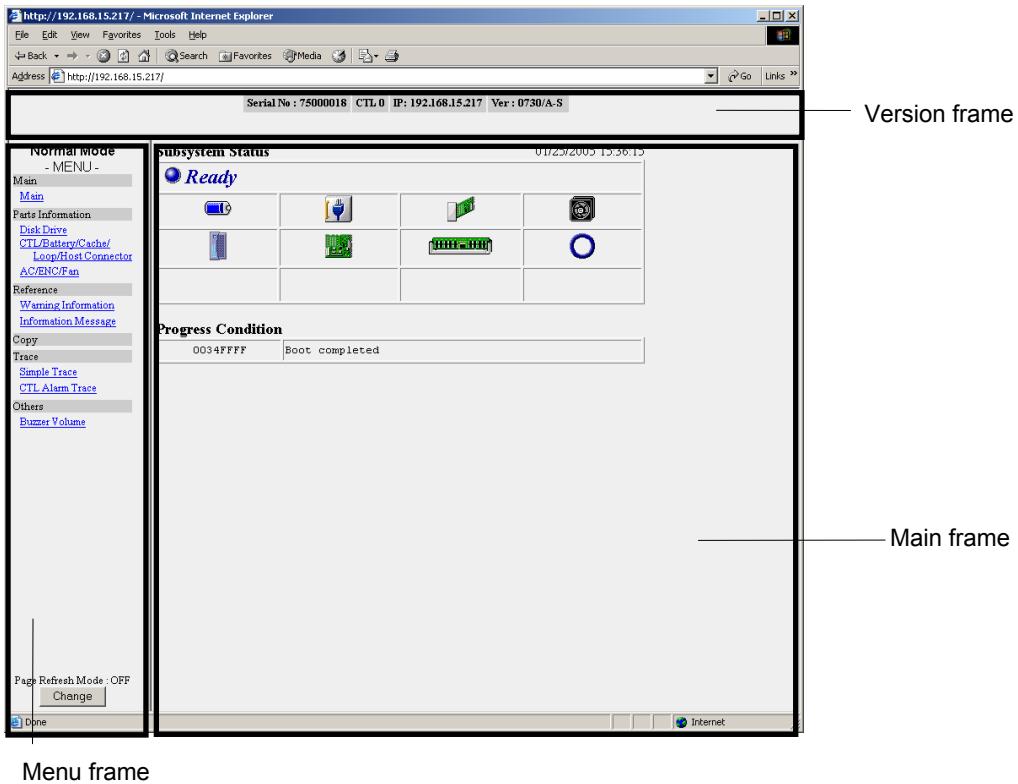 http://192.168.15.217/ - Microsoft Internet Explorer
File Edit View Favorites Tools Help
Back Search Favorites Media
Address http://192.168.15.217/ Go Links »
Serial No : 75000018 CTL 0 IP: 192.168.15.217 Ver : 0730/A-S
Version frame
Normal Mode
- MENU -
Main
Main
Parts Information
Disk Drive
CTL/Battery/Cache/
Loop/Host Connector
AC/ENC/Fan
Reference
Warning Information
Information Message
Copy
Trace
Simple Trace
CTL Alarm Trace
Others
Buzzer Volume
Page Refresh Mode : OFF
Change
Subsystem Status 01/25/2005 15:36:15
Ready
Progress Condition
0034FFFF Boot completed
Main frame
Done Internet
Menu frame